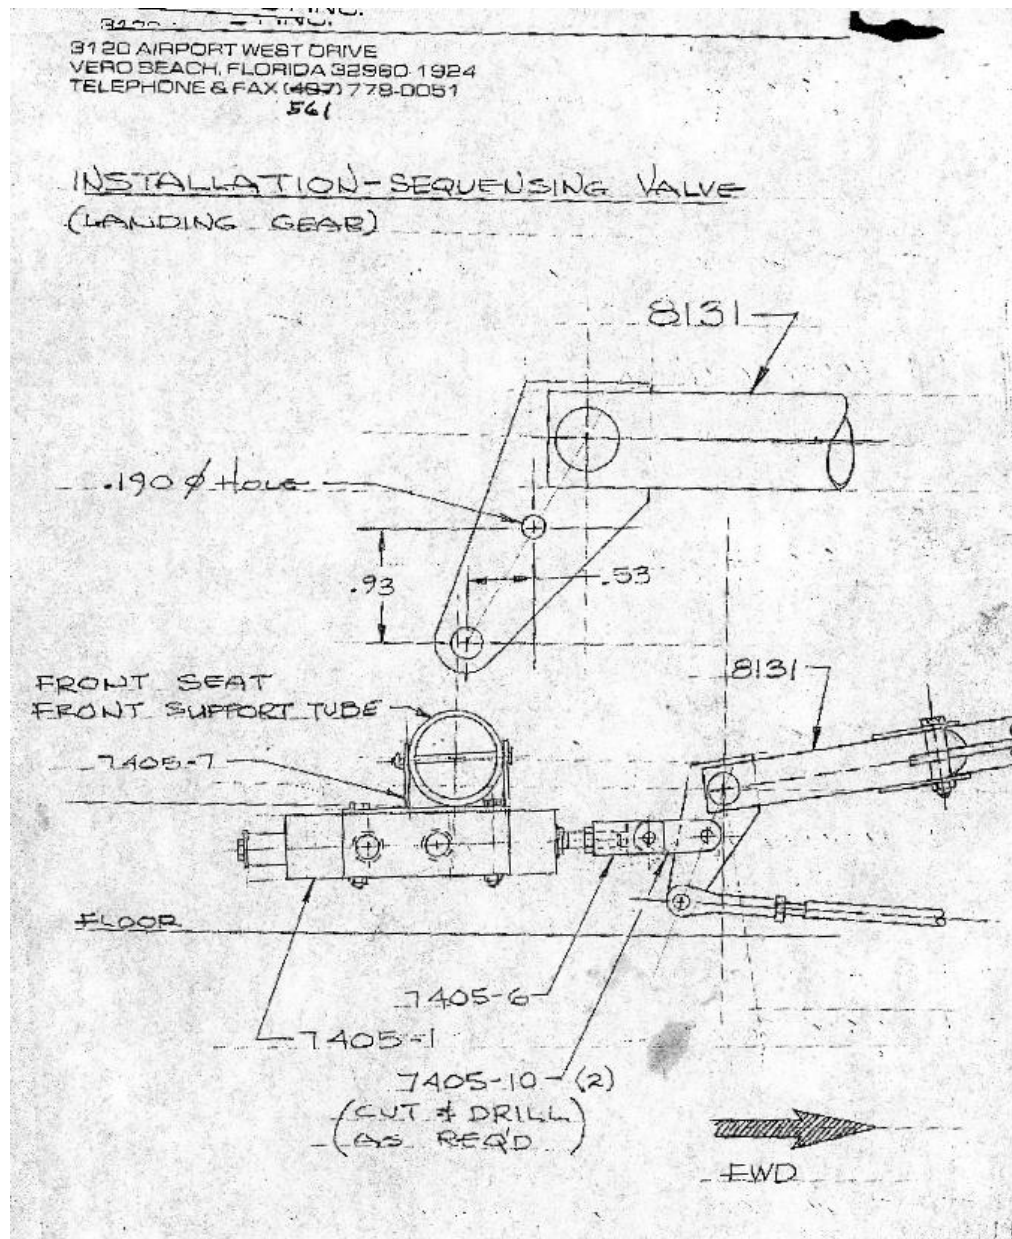 INC.
3120 AIRPORT WEST DRIVE
VERO BEACH, FLORIDA 32960-1924
TELEPHONE & FAX (407) 778-0051
561
INSTALLATION-SEQUENSING VALVE
(LANDING GEAR)
8131
.190 ø HOLE
.93
.53
8131
FRONT SEAT
FRONT SUPPORT TUBE
7405-7
FLOOR
7405-6
7405-1
7405-10-(2)
(CUT & DRILL
AS REQ'D)
FWD